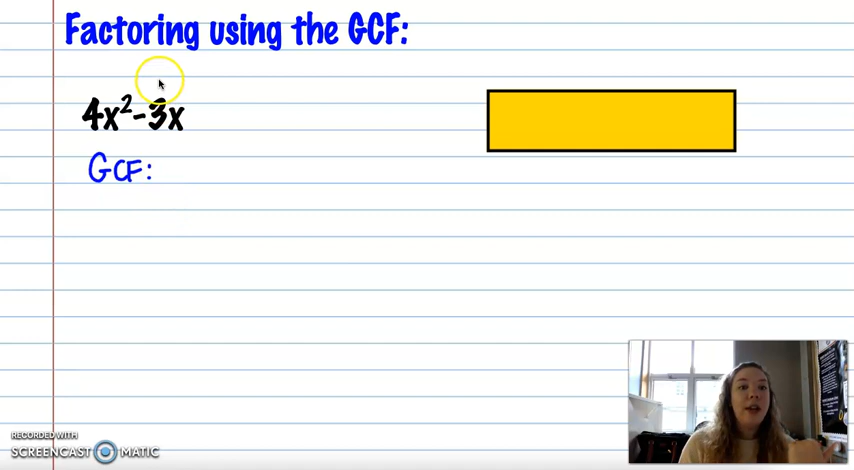 Factoring using the GCF:
4x²-3x
GCF:
RECORDED WITH
SCREENCAST MATIC